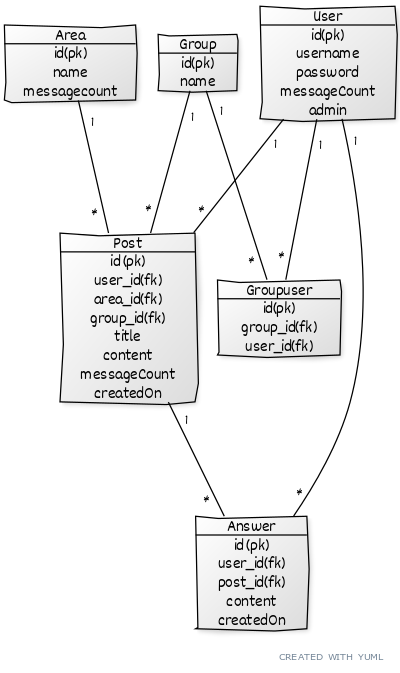 Area
id(pk)
name
messagecount
Group
id(pk)
name
User
id(pk)
username
password
messageCount
admin
1
1
1
1
1
1
*
*
*
*
*
Post
id(pk)
user_id(fk)
area_id(fk)
group_id(fk)
title
content
messageCount
createdOn
Groupuser
id(pk)
group_id(fk)
user_id(fk)
1
*
*
Answer
id(pk)
user_id(fk)
post_id(fk)
content
createdOn
CREATED WITH YUML